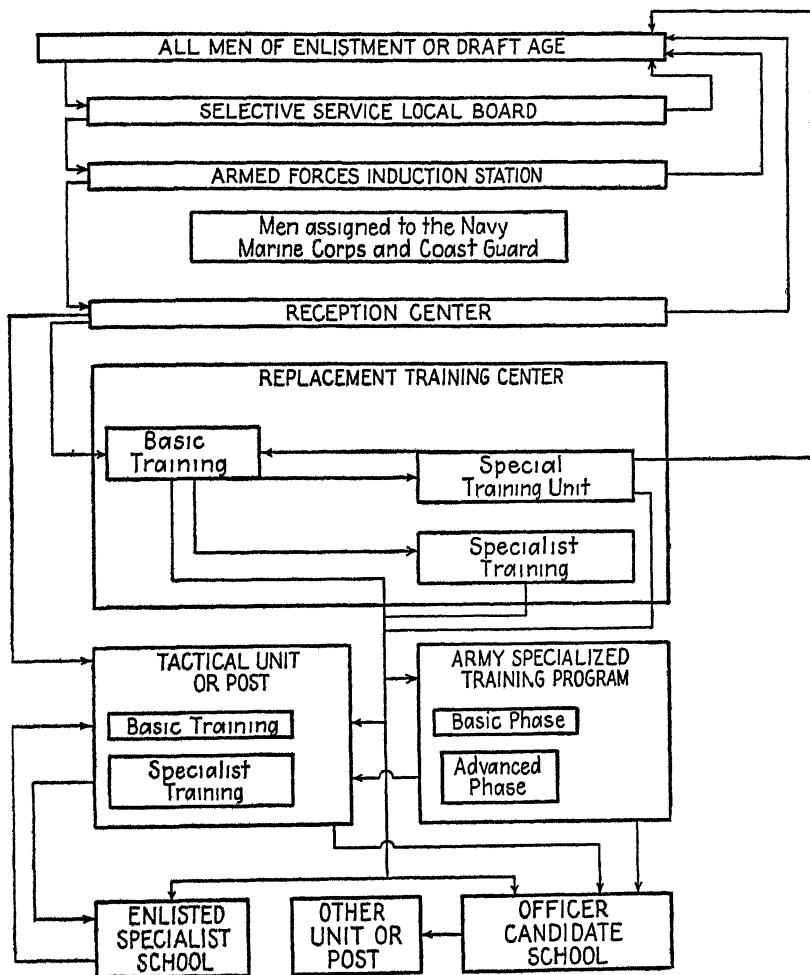 ALL MEN OF ENLISTMENT OR DRAFT AGE
SELECTIVE SERVICE LOCAL BOARD
ARMED FORCES INDUCTION STATION
Men assigned to the Navy
Marine Corps and Coast Guard
RECEPTION CENTER
REPLACEMENT TRAINING CENTER
Basic
Training
Special
Training Unit
Specialist
Training
TACTICAL UNIT
OR POST
Basic Training
Specialist
Training
ARMY SPECIALIZED
TRAINING PROGRAM
Basic Phase
Advanced
Phase
ENLISTED
SPECIALIST
SCHOOL
OTHER
UNIT OR
POST
OFFICER
CANDIDATE
SCHOOL